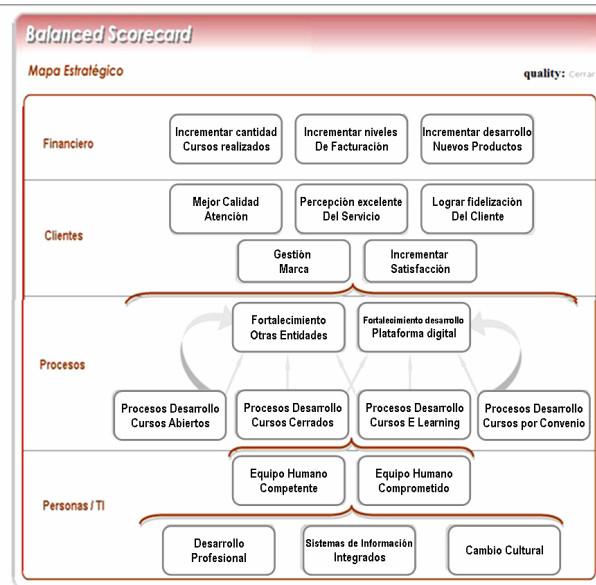 Balanced Scorecard
Mapa Estratégico
quality: Cerrar
Financiero
Incrementar cantidad
Cursos realizados
Incrementar niveles
De Facturación
Incrementar desarrollo
Nuevos Productos
Clientes
Mejor Calidad
Atención
Percepción excelente
Del Servicio
Lograr fidelización
Del Cliente
Gestión
Marca
Incrementar
Satisfacción
Procesos
Fortalecimiento
Otras Entidades
Fortalecimiento desarrollo
Plataforma digital
Procesos Desarrollo
Cursos Abiertos
Procesos Desarrollo
Cursos Cerrados
Procesos Desarrollo
Cursos E Learning
Procesos Desarrollo
Cursos por Convenio
Personas / TI
Equipo Humano
Competente
Equipo Humano
Comprometido
Desarrollo
Profesional
Sistemas de Información
Integrados
Cambio Cultural